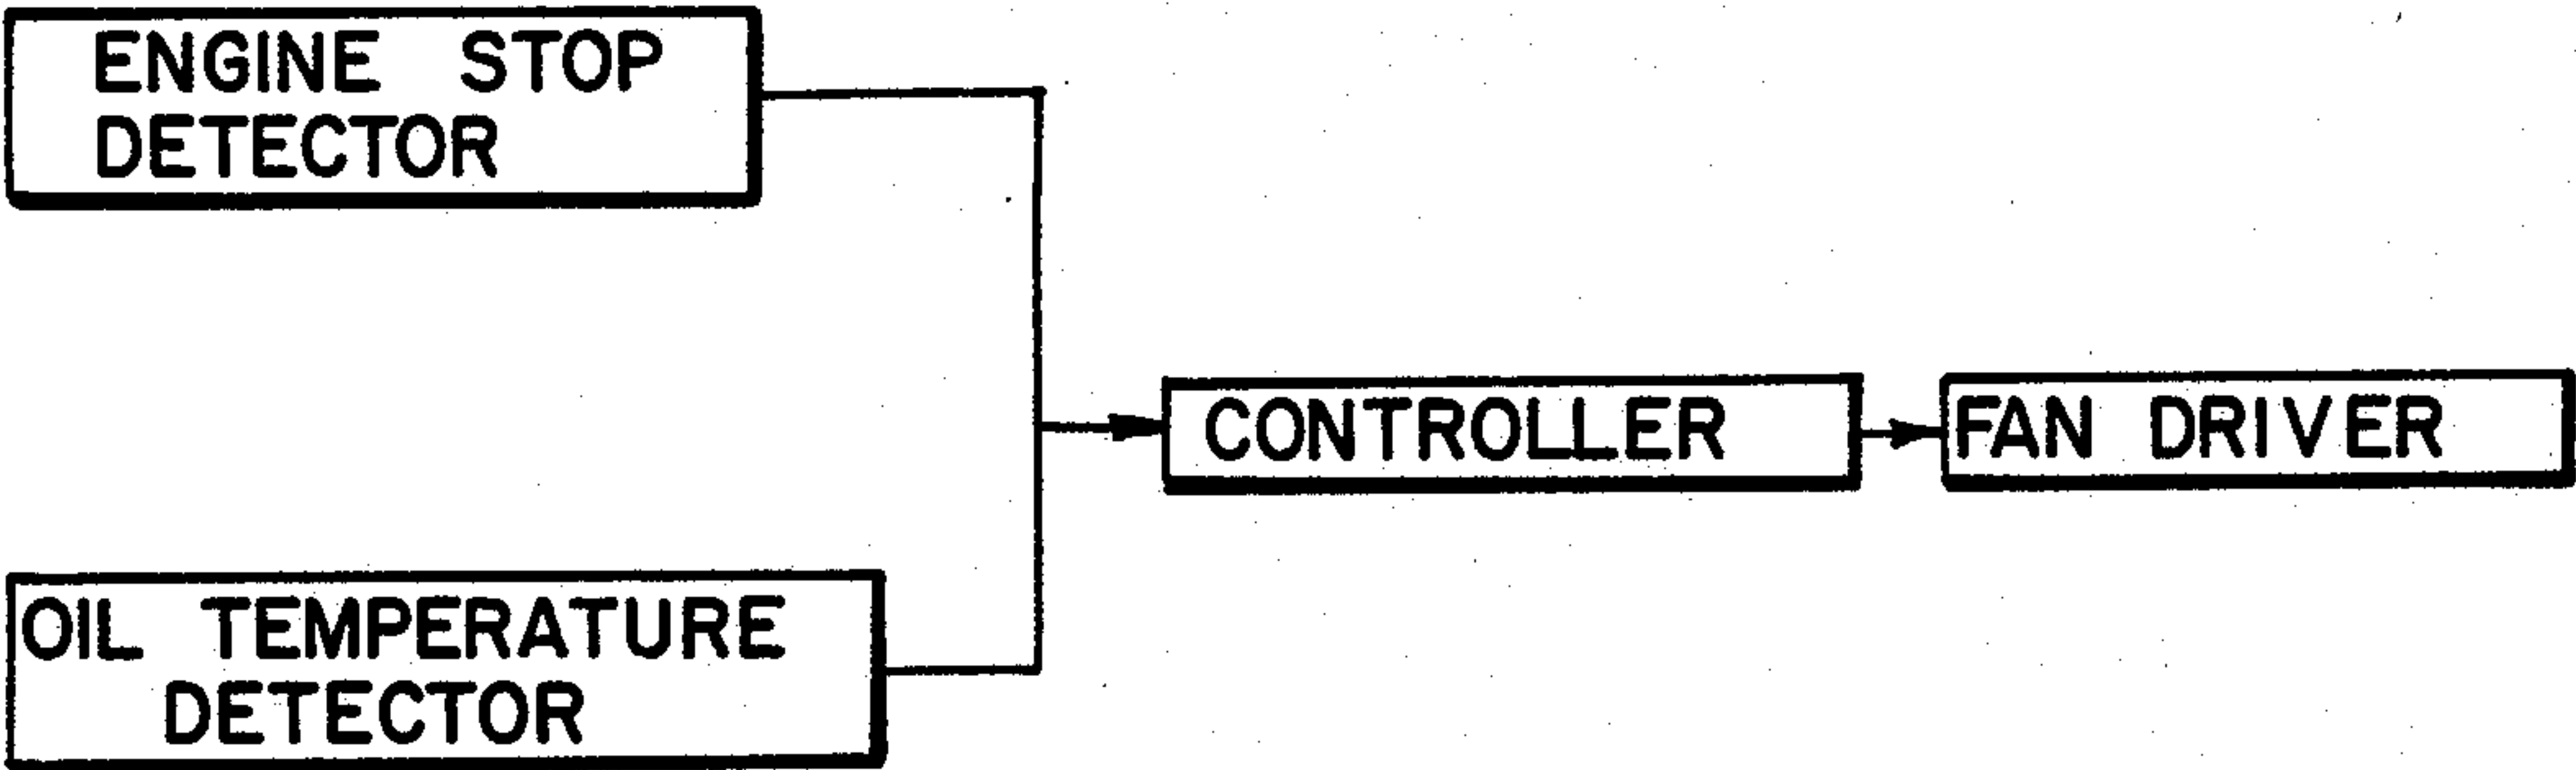 ENGINE STOP
DETECTOR
CONTROLLER
FAN DRIVER
OIL TEMPERATURE
DETECTOR